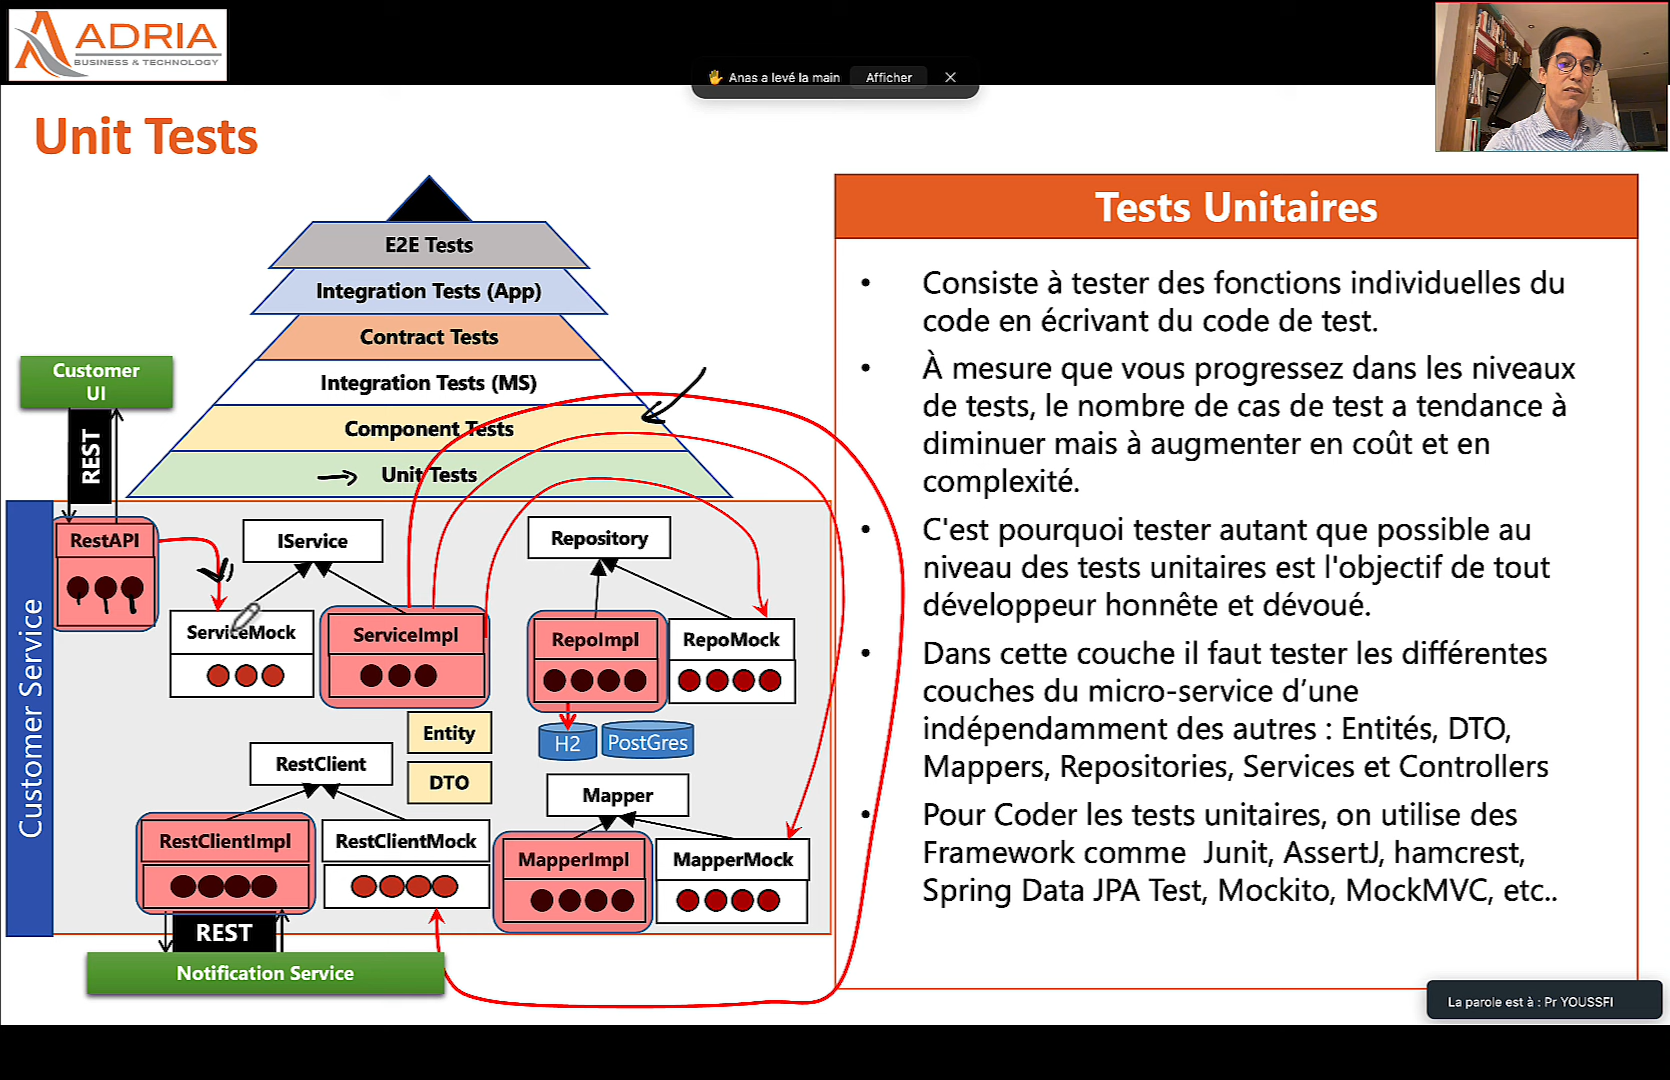 ADRIA
BUSINESS & TECHNOLOGY
Anas a levé la main
Afficher
Unit Tests
E2E Tests
Integration Tests (App)
Contract Tests
Integration Tests (MS)
Component Tests
Unit Tests
Customer
UI
REST
Customer Service
RestAPI
IService
ServiceMock
ServiceImpl
Repository
RepoImpl
RepoMock
H2
PostGres
Entity
DTO
RestClient
RestClientImpl
RestClientMock
Mapper
MapperImpl
MapperMock
REST
Notification Service
Tests Unitaires
• Consiste à tester des fonctions individuelles du
code en écrivant du code de test.
• À mesure que vous progressez dans les niveaux
de tests, le nombre de cas de test a tendance à
diminuer mais à augmenter en coût et en
complexité.
• C'est pourquoi tester autant que possible au
niveau des tests unitaires est l'objectif de tout
développeur honnête et dévoué.
• Dans cette couche il faut tester les différentes
couches du micro-service d’une
indépendamment des autres : Entités, DTO,
Mappers, Repositories, Services et Controllers
• Pour Coder les tests unitaires, on utilise des
Framework comme Junit, AssertJ, hamcrest,
Spring Data JPA Test, Mockito, MockMVC, etc..
La parole est à : Pr YOUSSFI